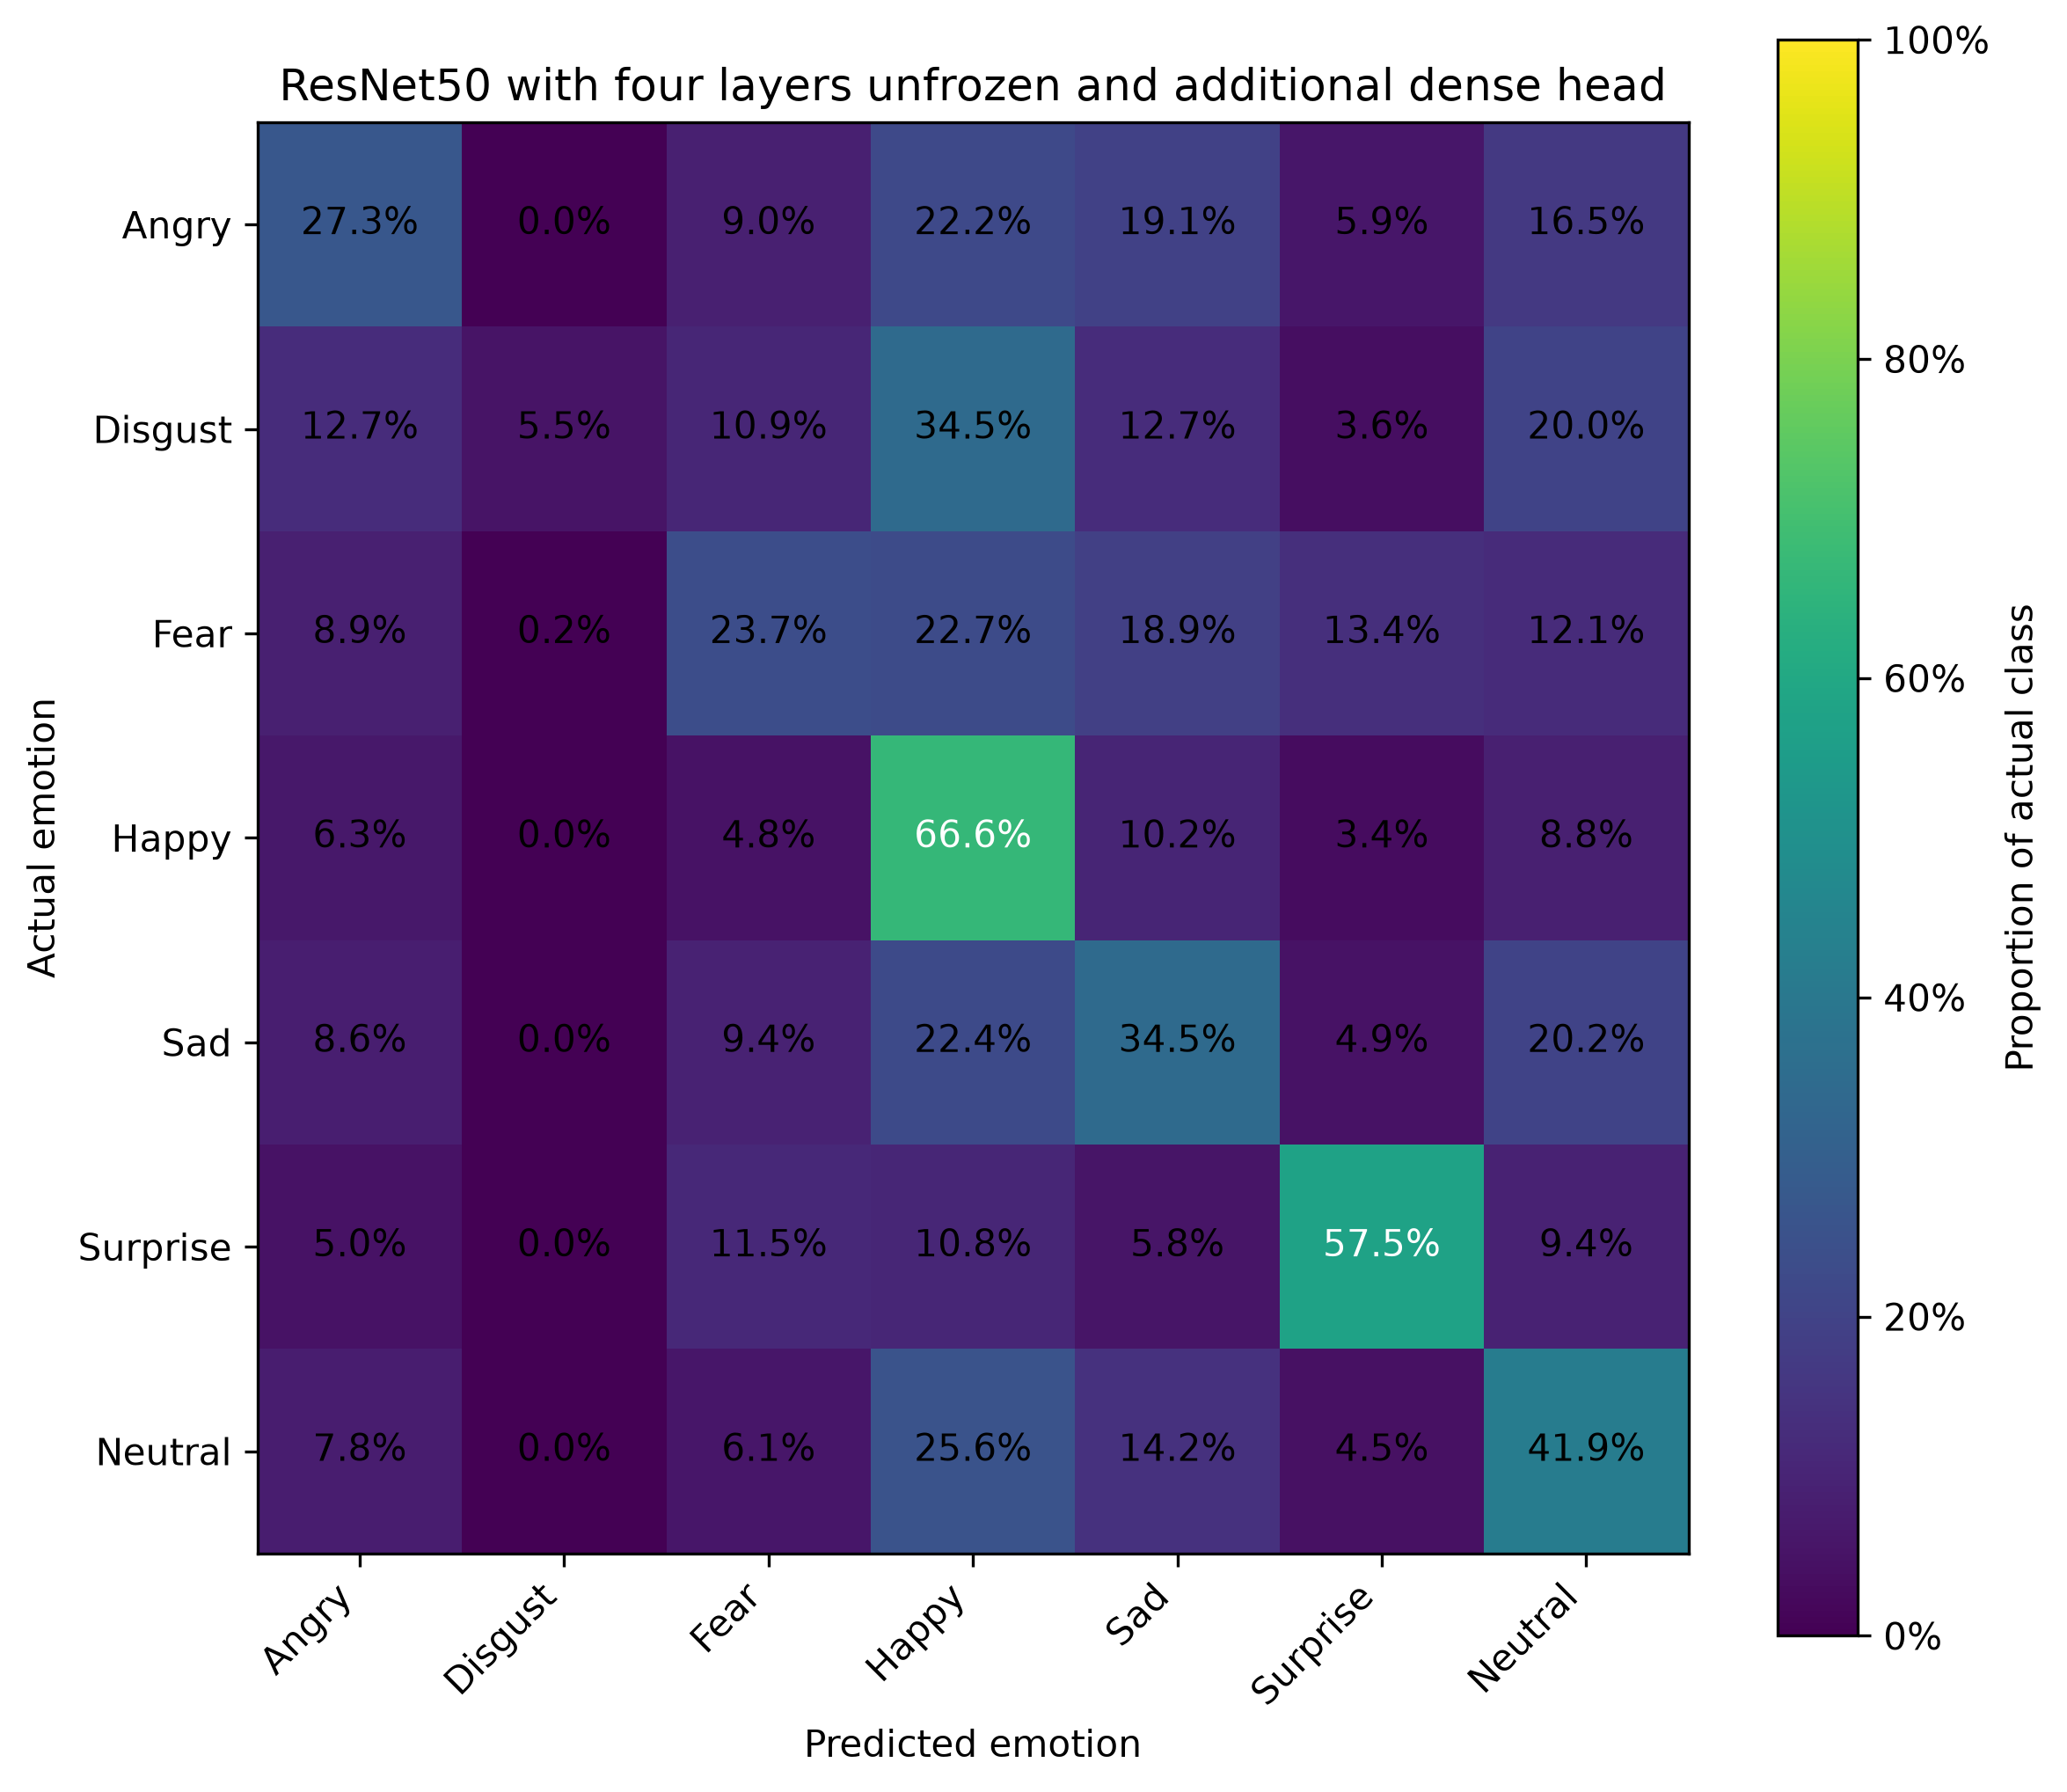 ResNet50 with four layers unfrozen and additional dense head
Actual emotion
Angry 27.3% 0.0% 9.0% 22.2% 19.1% 5.9% 16.5%
Disgust 12.7% 5.5% 10.9% 34.5% 12.7% 3.6% 20.0%
Fear 8.9% 0.2% 23.7% 22.7% 18.9% 13.4% 12.1%
Happy 6.3% 0.0% 4.8% 66.6% 10.2% 3.4% 8.8%
Sad 8.6% 0.0% 9.4% 22.4% 34.5% 4.9% 20.2%
Surprise 5.0% 0.0% 11.5% 10.8% 5.8% 57.5% 9.4%
Neutral 7.8% 0.0% 6.1% 25.6% 14.2% 4.5% 41.9%
Angry Disgust Fear Happy Sad Surprise Neutral
Predicted emotion
100%
80%
60%
40%
20%
0%
Proportion of actual class